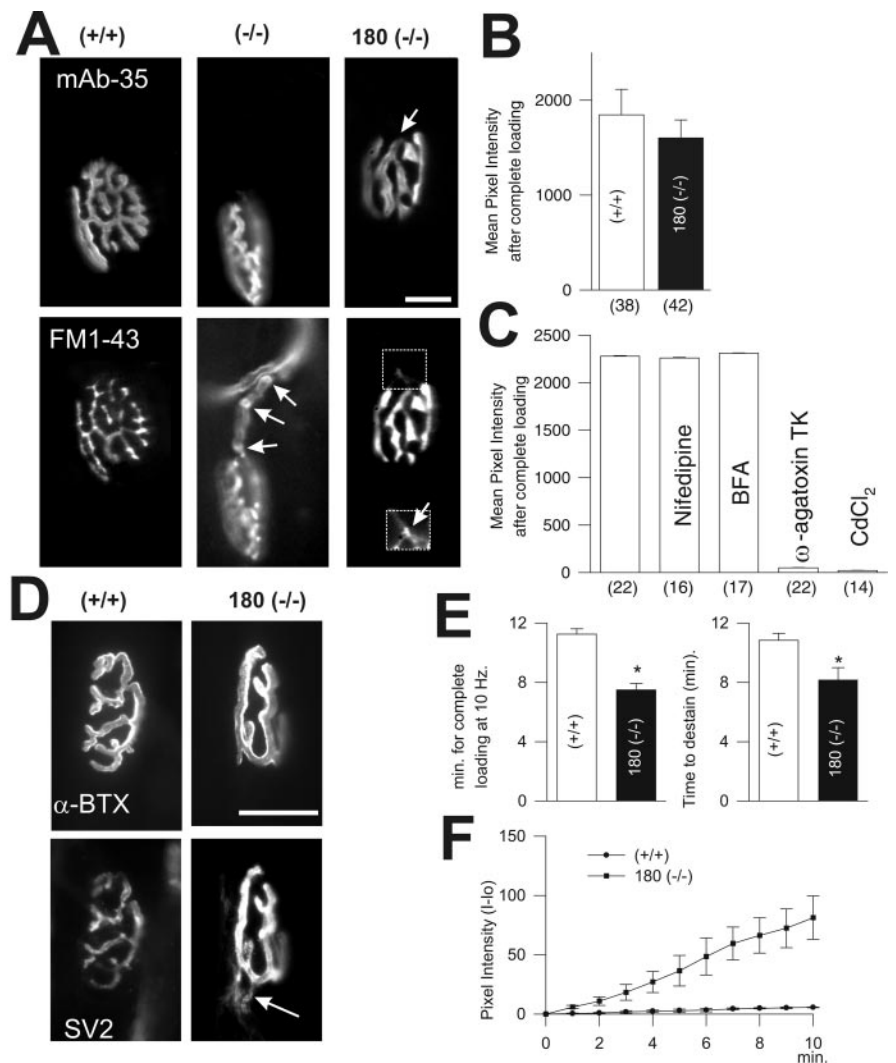 A
(+/+)
(-/-)
180 (-/-)
mAb-35
FM1-43
B
Mean Pixel Intensity
after complete loading
2000
1000
0
(+/+)
180 (-/-)
(38)
(42)
C
Mean Pixel Intensity
after complete loading
2500
2000
1500
1000
500
0
Nifedipine
BFA
ω-agatoxin TK
CdCl₂
(22)
(16)
(17)
(22)
(14)
D
(+/+)
180 (-/-)
α-BTX
SV2
E
min. for complete
loading at 10 Hz.
12
8
4
0
(+/+)
*
180 (-/-)
Time to destain (min).
12
8
4
0
(+/+)
*
180 (-/-)
F
Pixel Intensity (I-Io)
150
100
50
0
(+/+)
180 (-/-)
0
2
4
6
8
10
min.